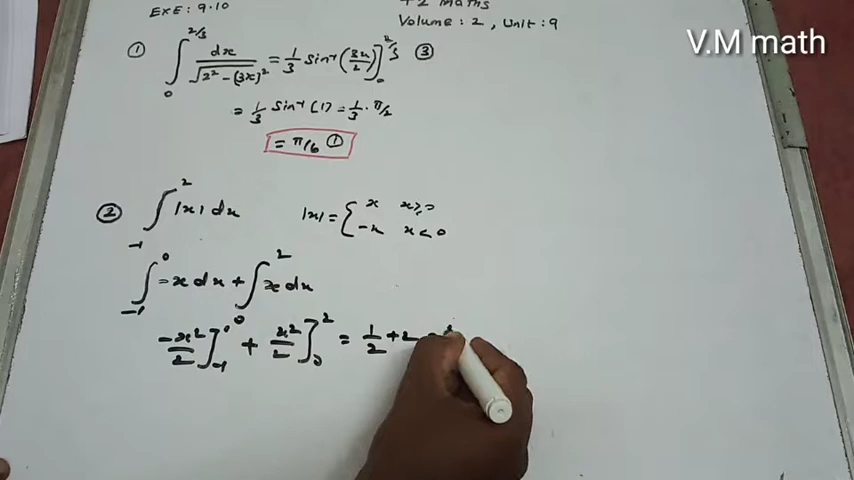 EXE: 9.10
+2 Maths
Volume: 2, Unit: 9
V.M math
① ∫₀^{2/3} dx/√(2² - (3x)²) = 1/3 sin⁻¹(3x/2)]₀^{2/3} ③
= 1/3 sin⁻¹(1) = 1/3 · π/2
= π/6 ①
② ∫₋₁² |x| dx |x| = { x x ≥ 0
-x x < 0
∫₋₁⁰ -x dx + ∫₀² x dx
-x²/2]₋₁⁰ + x²/2]₀² = 1/2 + 2